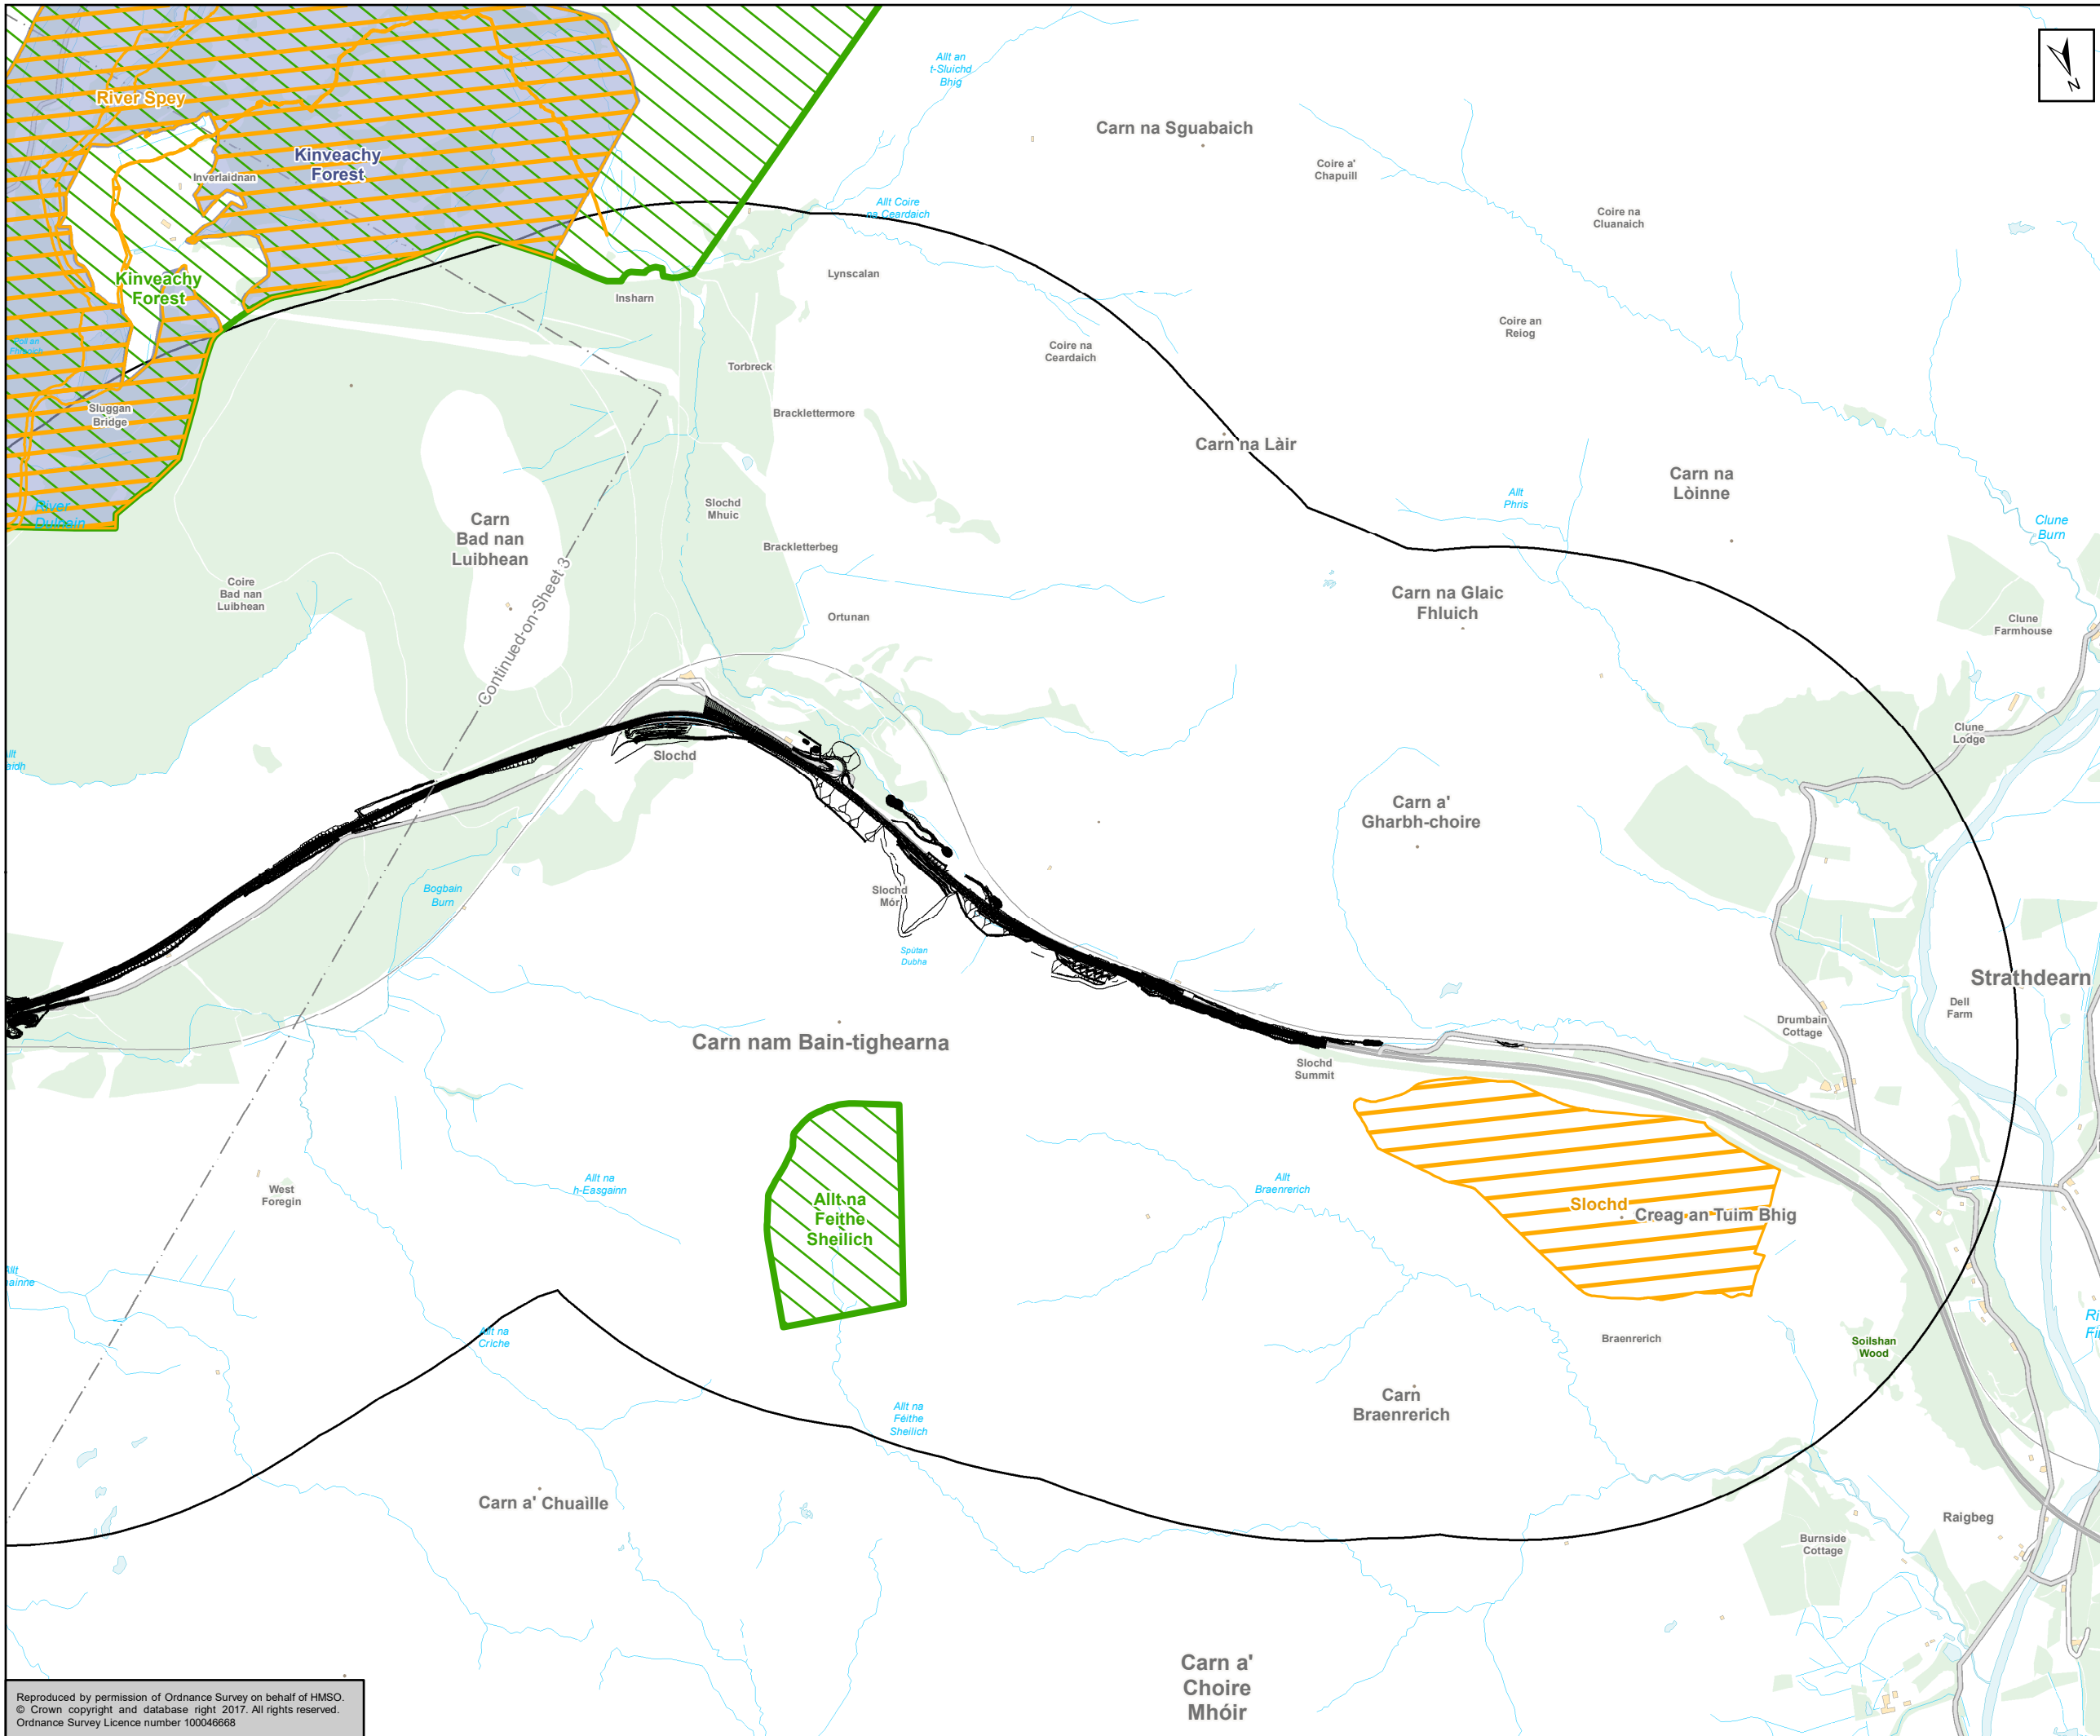 Allt an
t-Sluichd
Bhig
River Spey
Carn na Sguabaich
N
Kinveachy
Forest
Inverlaidnan
Coire a'
Chapuill
Allt Coire
na Ceardaich
Coire na
Cluanaich
Kinveachy
Forest
Lynscalan
Insharn
Coire an
Reiog
Coire na
Ceardaich
Torbreck
Sluggan
Bridge
Bracklettermore
Carn na Làir
Carn na
Lòinne
River
Dulnain
Slochd
Mhuic
Allt
Phris
Clune
Burn
Carn
Bad nan
Luibhean
Brackletterbeg
Coire
Bad nan
Luibhean
Continued-on-Sheet 3
Carn na Glaic
Fhluich
Ortunan
Clune
Farmhouse
Clune
Lodge
Slochd
Carn a'
Gharbh-choire
Bogbain
Burn
Slochd
Mór
Spùtan
Dubha
Strathdearn
Dell
Farm
Drumbain
Cottage
Carn nam Bain-tighearna
Slochd
Summit
West
Foregin
Allt na
h-Easgainn
Allt na
Feithe
Sheilich
Allt
Braenrerich
Slochd
Creag an Tuim Bhig
Allt
ainne
Allt na
Criche
Braenrerich
Soilshan
Wood
Ri
Carn
Braenrerich
Allt na
Féithe
Sheilich
Carn a' Chuaille
Raigbeg
Burnside
Cottage
Carn a'
Choire
Mhóir
Reproduced by permission of Ordnance Survey on behalf of HMSO.
© Crown copyright and database right 2017. All rights reserved.
Ordnance Survey Licence number 100046668